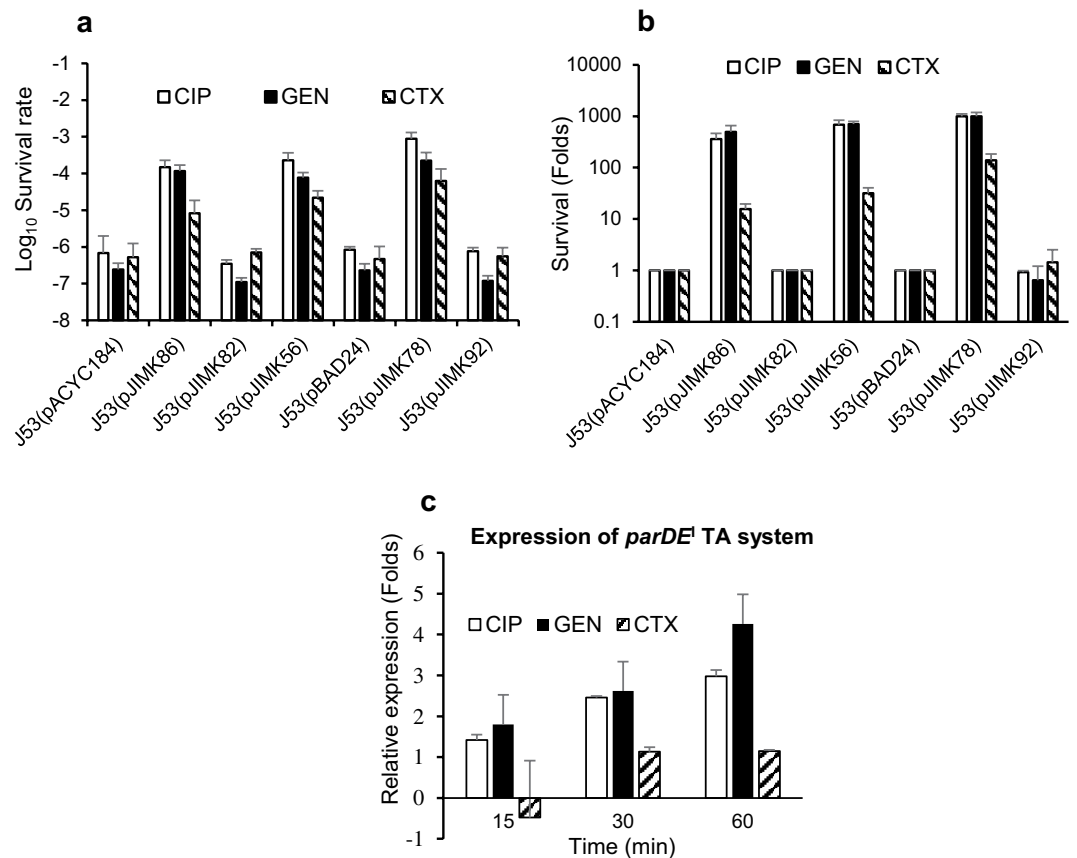 a
-1
-2
-3
-4
-5
-6
-7
-8
Log10 Survival rate
CIP GEN CTX
J53(pACYC184)
J53(pJIMK86)
J53(pJIMK82)
J53(pJIMK56)
J53(pBAD24)
J53(pJIMK78)
J53(pJIMK92)
b
10000
1000
100
10
1
0.1
Survival (Folds)
CIP GEN CTX
J53(pACYC184)
J53(pJIMK86)
J53(pJIMK82)
J53(pJIMK56)
J53(pBAD24)
J53(pJIMK78)
J53(pJIMK92)
c
Expression of parDEI TA system
6
5
4
3
2
1
0
-1
Relative expression (Folds)
CIP GEN CTX
15 30 60
Time (min)